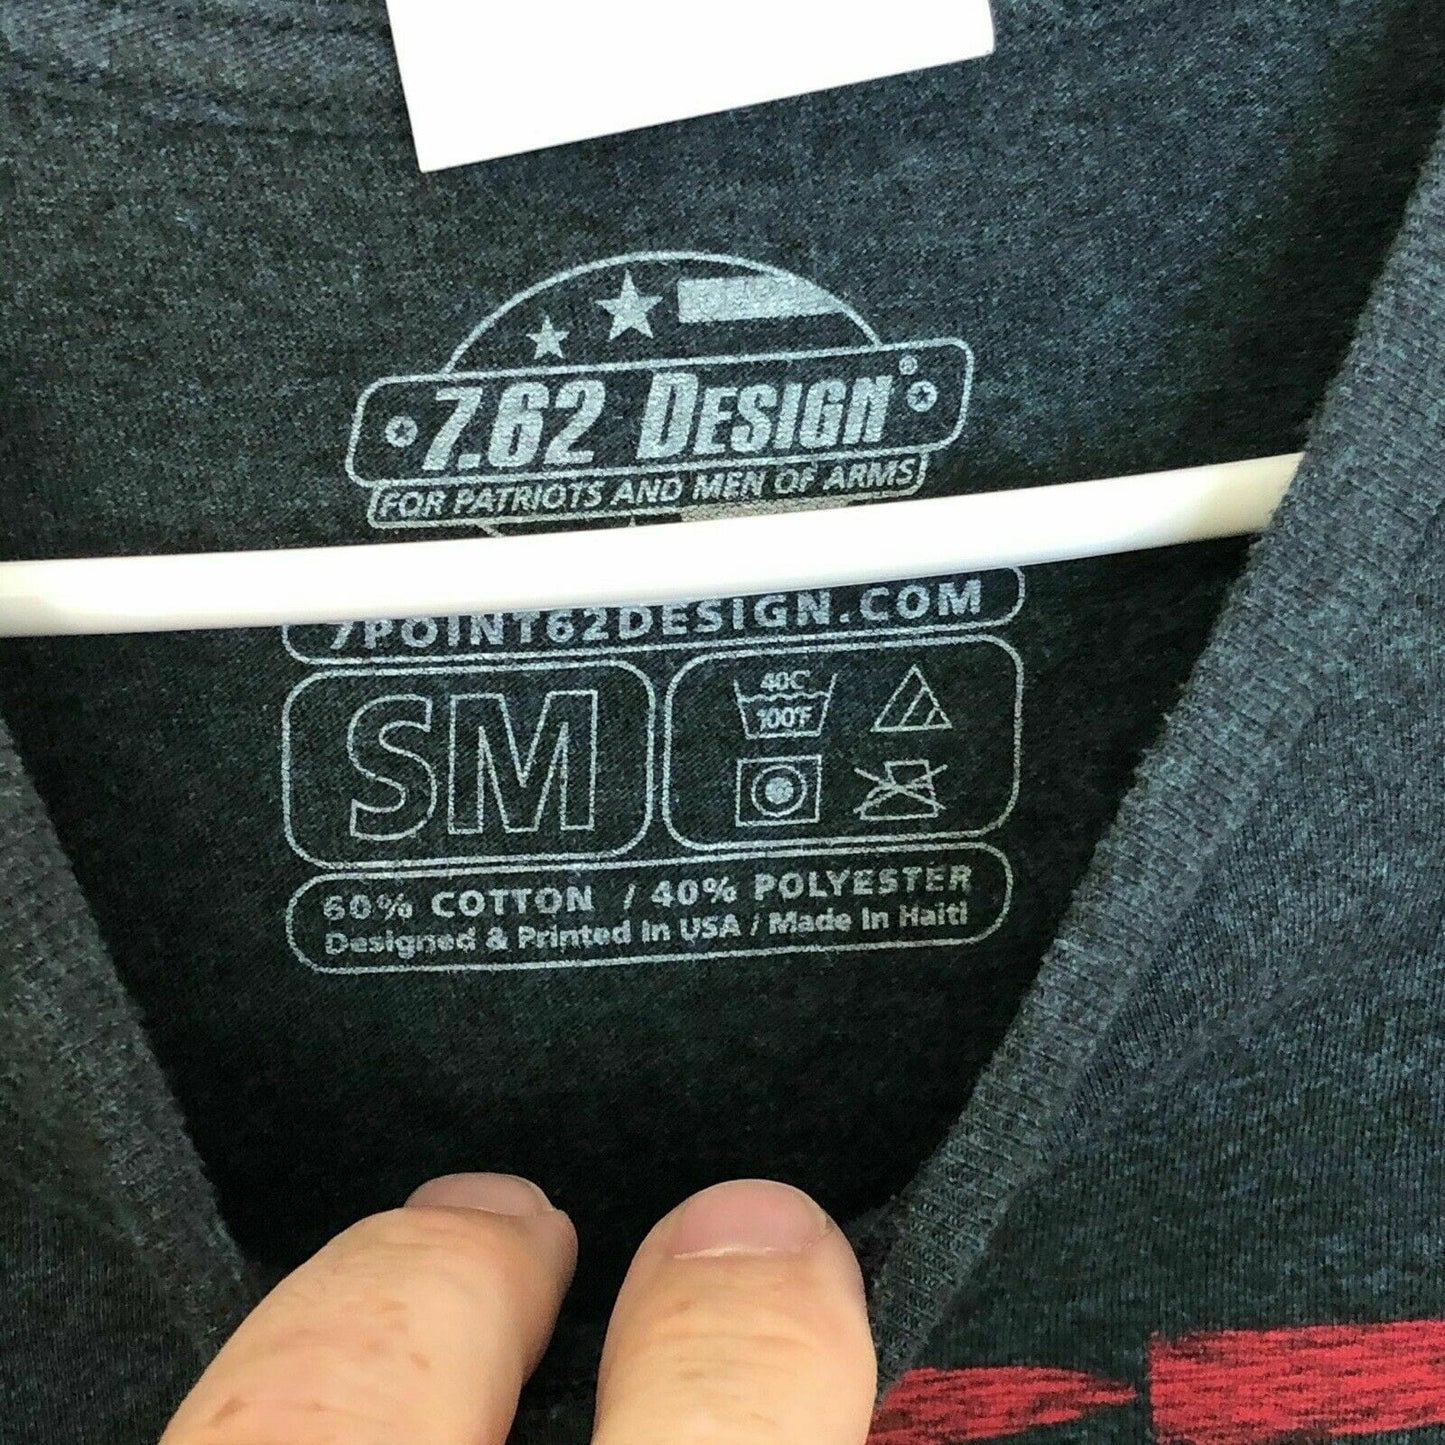 7.62 DESIGN®
FOR PATRIOTS AND MEN OF ARMS
7POINT62DESIGN.COM
SM
40C
100°F
60% COTTON / 40% POLYESTER
Designed & Printed In USA / Made In Haiti